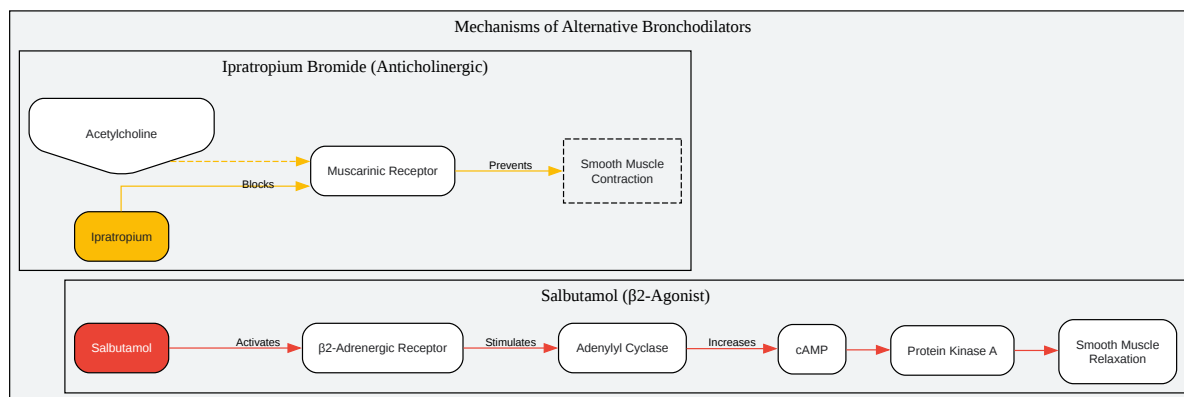 Mechanisms of Alternative Bronchodilators
Ipratropium Bromide (Anticholinergic)
Acetylcholine
Muscarinic Receptor
Prevents
Smooth Muscle
Contraction
Blocks
Ipratropium
Salbutamol (β2-Agonist)
Salbutamol
Activates
β2-Adrenergic Receptor
Stimulates
Adenylyl Cyclase
Increases
cAMP
Protein Kinase A
Smooth Muscle
Relaxation